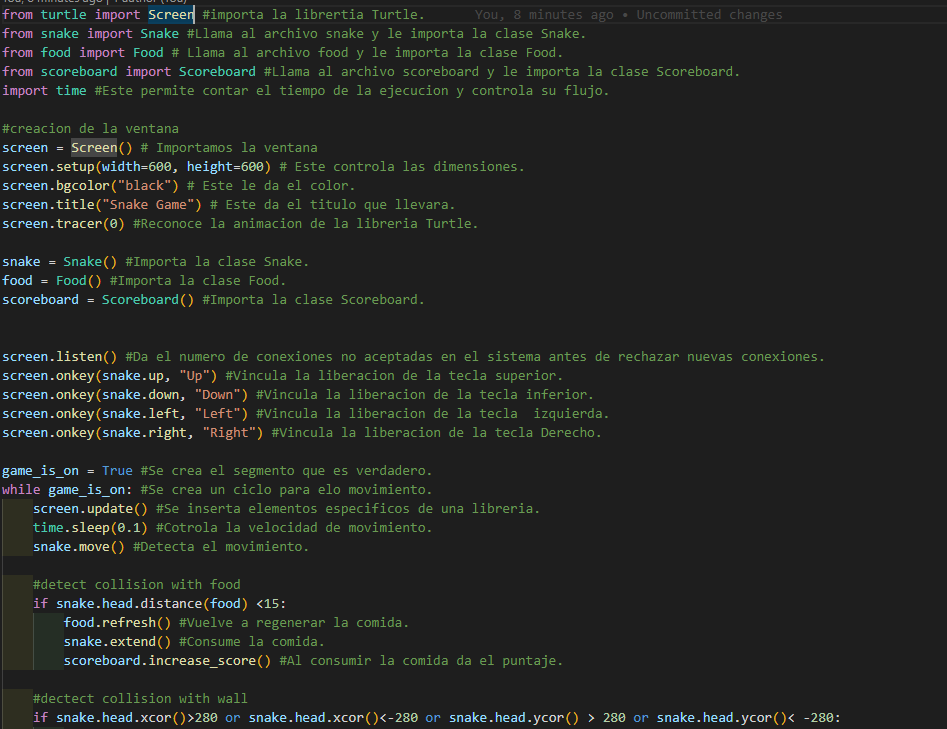 from turtle import Screen #importa la librertia Turtle. You, 8 minutes ago • Uncommitted changes
from snake import Snake #Llama al archivo snake y le importa la clase Snake.
from food import Food # Llama al archivo food y le importa la clase Food.
from scoreboard import Scoreboard #Llama al archivo scoreboard y le importa la clase Scoreboard.
import time #Este permite contar el tiempo de la ejecucion y controla su flujo.
#creacion de la ventana
screen = Screen() # Importamos la ventana
screen.setup(width=600, height=600) # Este controla las dimensiones.
screen.bgcolor("black") # Este le da el color.
screen.title("Snake Game") # Este da el titulo que llevara.
screen.tracer(0) #Reconoce la animacion de la libreria Turtle.
snake = Snake() #Importa la clase Snake.
food = Food() #Importa la clase Food.
scoreboard = Scoreboard() #Importa la clase Scoreboard.
screen.listen() #Da el numero de conexiones no aceptadas en el sistema antes de rechazar nuevas conexiones.
screen.onkey(snake.up, "Up") #Vincula la liberacion de la tecla superior.
screen.onkey(snake.down, "Down") #Vincula la liberacion de la tecla inferior.
screen.onkey(snake.left, "Left") #Vincula la liberacion de la tecla  izquierda.
screen.onkey(snake.right, "Right") #Vincula la liberacion de la tecla Derecho.
game_is_on = True #Se crea el segmento que es verdadero.
while game_is_on: #Se crea un ciclo para elo movimiento.
    screen.update() #Se inserta elementos especificos de una libreria.
    time.sleep(0.1) #Cotrola la velocidad de movimiento.
    snake.move() #Detecta el movimiento.
    #detect collision with food
    if snake.head.distance(food) <15:
        food.refresh() #Vuelve a regenerar la comida.
        snake.extend() #Consume la comida.
        scoreboard.increase_score() #Al consumir la comida da el puntaje.
    #dectect collision with wall
    if snake.head.xcor()>280 or snake.head.xcor()<-280 or snake.head.ycor() > 280 or snake.head.ycor()< -280: